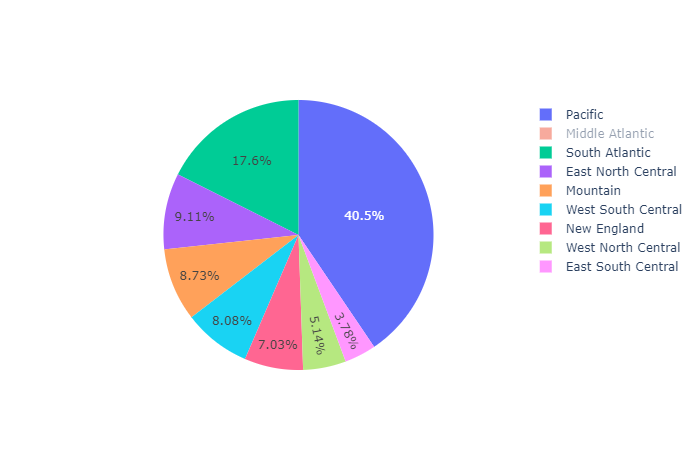 40.5%
17.6%
9.11%
8.73%
8.08%
7.03%
5.14%
3.78%
Pacific
Middle Atlantic
South Atlantic
East North Central
Mountain
West South Central
New England
West North Central
East South Central